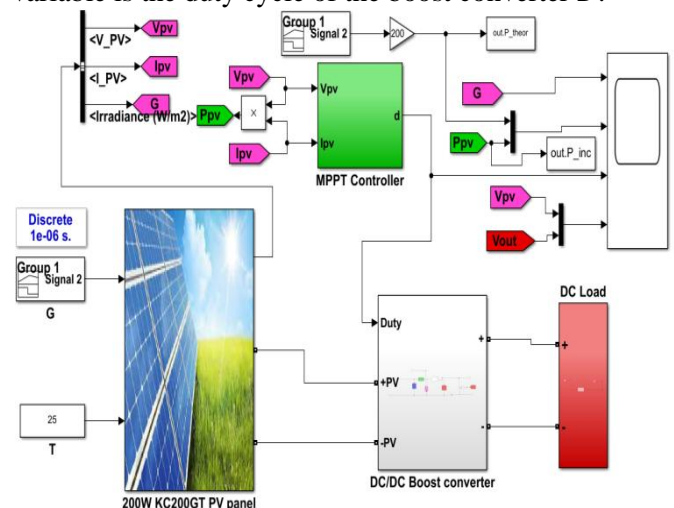 variable is the duty cycle of the boost converter D.
Group 1
Signal 2
200
out.P_theor
Vpv
<V_PV>
Ipv
<I_PV>
G
<Irradiance (W/m2)>
Ppv
Vpv
X
Ipv
Vpv
Ipv
d
MPPT Controller
G
Ppv
out.P_inc
Vpv
Vout
Discrete
1e-06 s.
Group 1
Signal 2
G
25
T
200W KC200GT PV panel
Duty
+PV
-PV
+
-
DC/DC Boost converter
DC Load
+
-